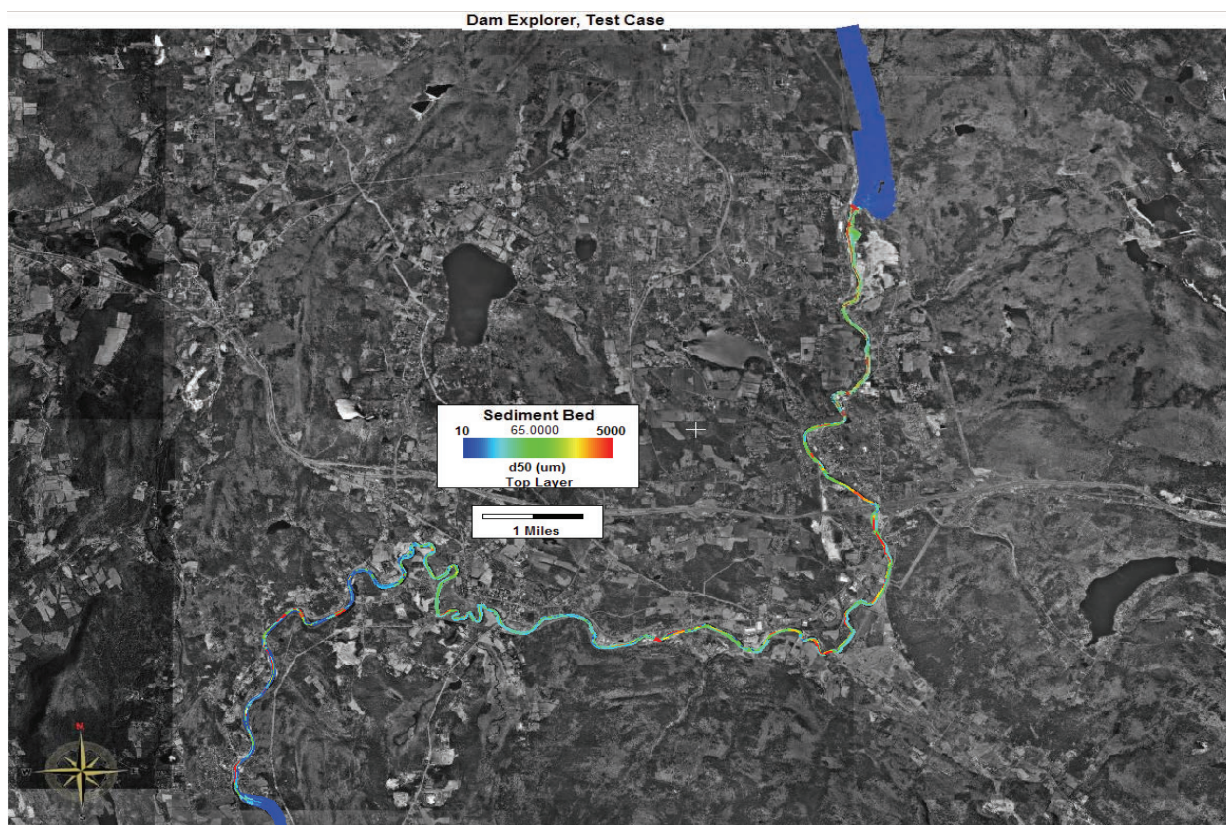 Dam Explorer, Test Case
Sediment Bed
10 65.0000 5000
d50 (um)
Top Layer
1 Miles
N
W